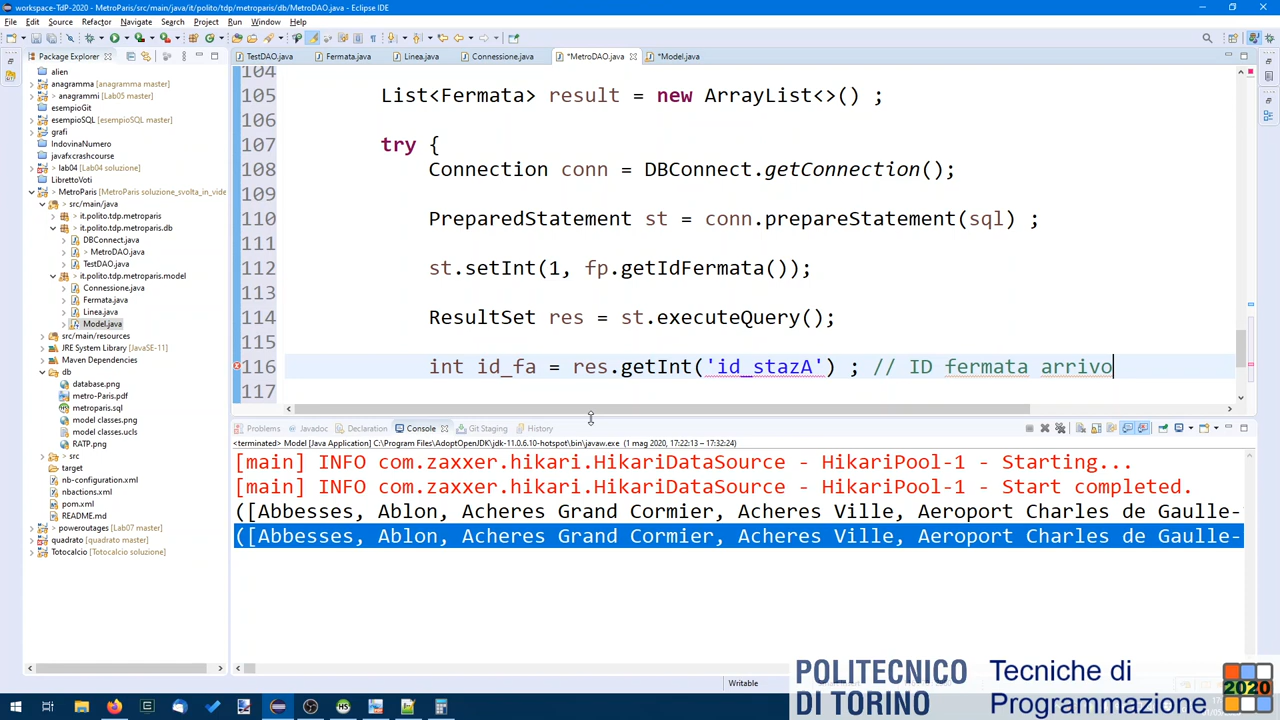 workspace-TdP-2020 - MetroParis/src/main/java/it/polito/tdp/metroparis/db/MetroDAO.java - Eclipse IDE
File Edit Source Refactor Navigate Search Project Run Window Help
Package Explorer
TestDAO.java Fermata.java Linea.java Connessione.java *MetroDAO.java *Model.java
alien
anagramma [anagramma master]
> anagrammi [Lab05 master]
esempioGit
esempioSQL [esempioSQL master]
grafi
IndovinaNumero
javafxcrashcourse
> lab04 [Lab04 soluzione]
LibrettoVoti
> MetroParis [MetroParis soluzione_svolta_in_vide
> src/main/java
> it.polito.tdp.metroparis
> it.polito.tdp.metroparis.db
DBConnect.java
> MetroDAO.java
TestDAO.java
> it.polito.tdp.metroparis.model
Connessione.java
Fermata.java
Linea.java
Model.java
src/main/resources
JRE System Library [JavaSE-11]
Maven Dependencies
db
database.png
metro-Paris.pdf
metroparis.sql
model classes.png
model classes.ucls
RATP.png
> src
target
nb-configuration.xml
nbactions.xml
pom.xml
README.md
> poweroutages [Lab07 master]
quadrato [quadrato master]
Totocalcio [Totocalcio soluzione]
104
105 List<Fermata> result = new ArrayList<>() ;
106
107 try {
108 Connection conn = DBConnect.getConnection();
109
110 PreparedStatement st = conn.prepareStatement(sql) ;
111
112 st.setInt(1, fp.getIdFermata());
113
114 ResultSet res = st.executeQuery();
115
116 int id_fa = res.getInt('id_stazA') ; // ID fermata arrivo
117
Problems Javadoc Declaration Console Git Staging History
<terminated> Model [Java Application] C:\Program Files\AdoptOpenJDK\jdk-11.0.6.10-hotspot\bin\javaw.exe (1 mag 2020, 17:22:13 – 17:32:24)
[main] INFO com.zaxxer.hikari.HikariDataSource - HikariPool-1 - Starting...
[main] INFO com.zaxxer.hikari.HikariDataSource - HikariPool-1 - Start completed.
([Abbesses, Ablon, Acheres Grand Cormier, Acheres Ville, Aeroport Charles de Gaulle-
([Abbesses, Ablon, Acheres Grand Cormier, Acheres Ville, Aeroport Charles de Gaulle-
Writable
POLITECNICO
DI TORINO
Tecniche di
Programmazione
2020